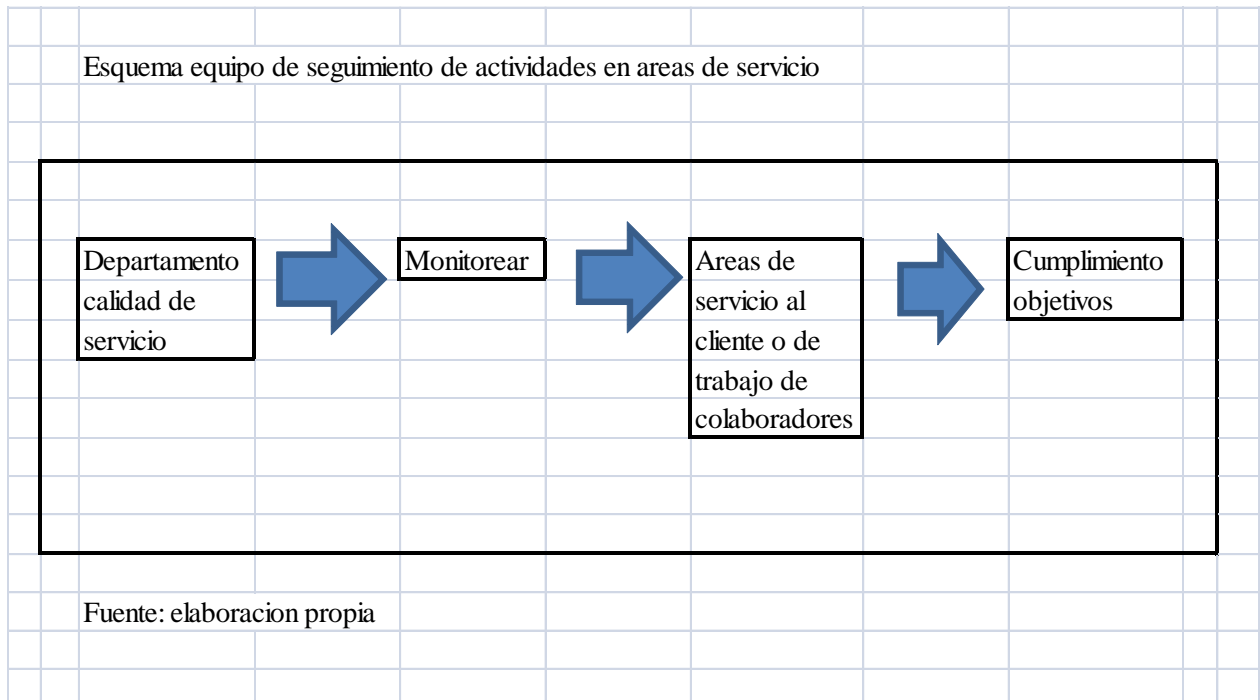 Esquema equipo de seguimiento de actividades en areas de servicio
Departamento
calidad de
servicio
Monitorear
Areas de
servicio al
cliente o de
trabajo de
colaboradores
Cumplimiento
objetivos
Fuente: elaboracion propia